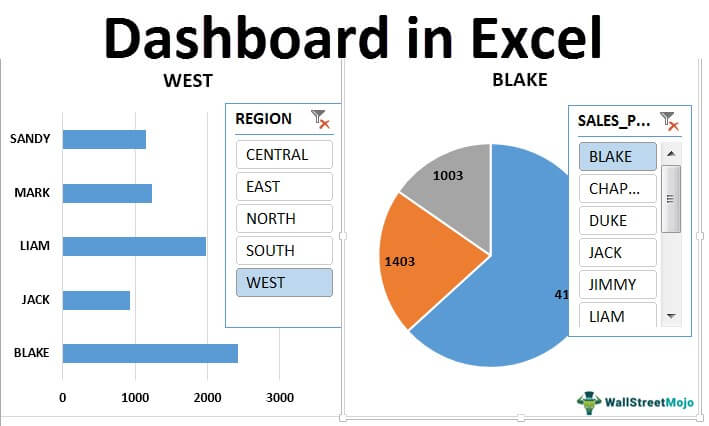 Dashboard in Excel
WEST
SANDY
MARK
LIAM
JACK
BLAKE
0 1000 2000 3000
REGION
CENTRAL
EAST
NORTH
SOUTH
WEST
BLAKE
1003
1403
41
SALES_P...
BLAKE
CHAP...
DUKE
JACK
JIMMY
LIAM
WallStreetMojo